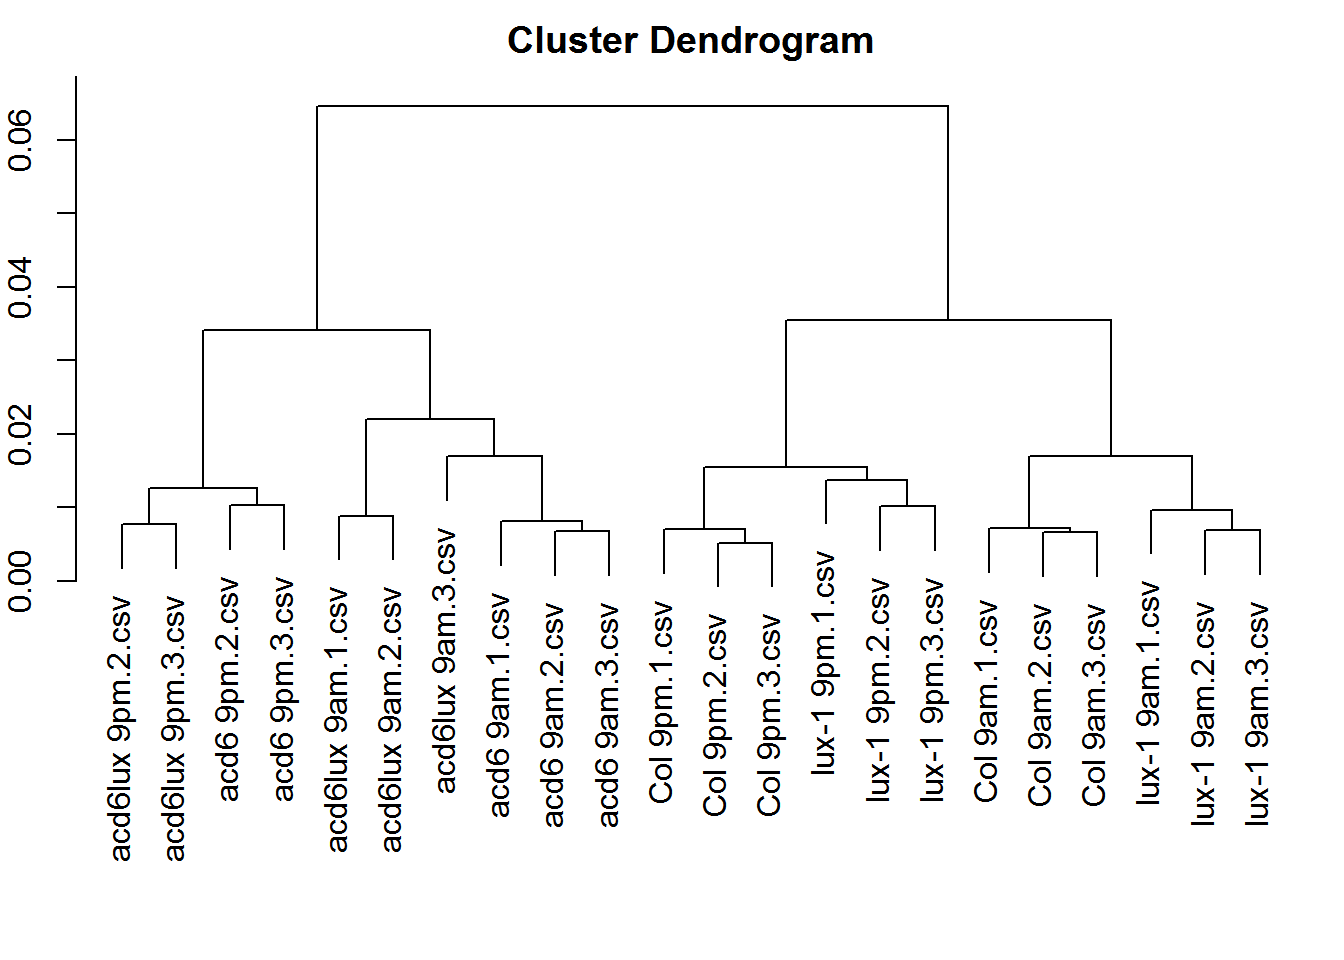 Cluster Dendrogram
0.06
0.04
0.02
0.00
acd6lux 9pm.2.csv
acd6lux 9pm.3.csv
acd6 9pm.2.csv
acd6 9pm.3.csv
acd6lux 9am.1.csv
acd6lux 9am.2.csv
acd6lux 9am.3.csv
acd6 9am.1.csv
acd6 9am.2.csv
acd6 9am.3.csv
Col 9pm.1.csv
Col 9pm.2.csv
Col 9pm.3.csv
lux-1 9pm.1.csv
lux-1 9pm.2.csv
lux-1 9pm.3.csv
Col 9am.1.csv
Col 9am.2.csv
Col 9am.3.csv
lux-1 9am.1.csv
lux-1 9am.2.csv
lux-1 9am.3.csv